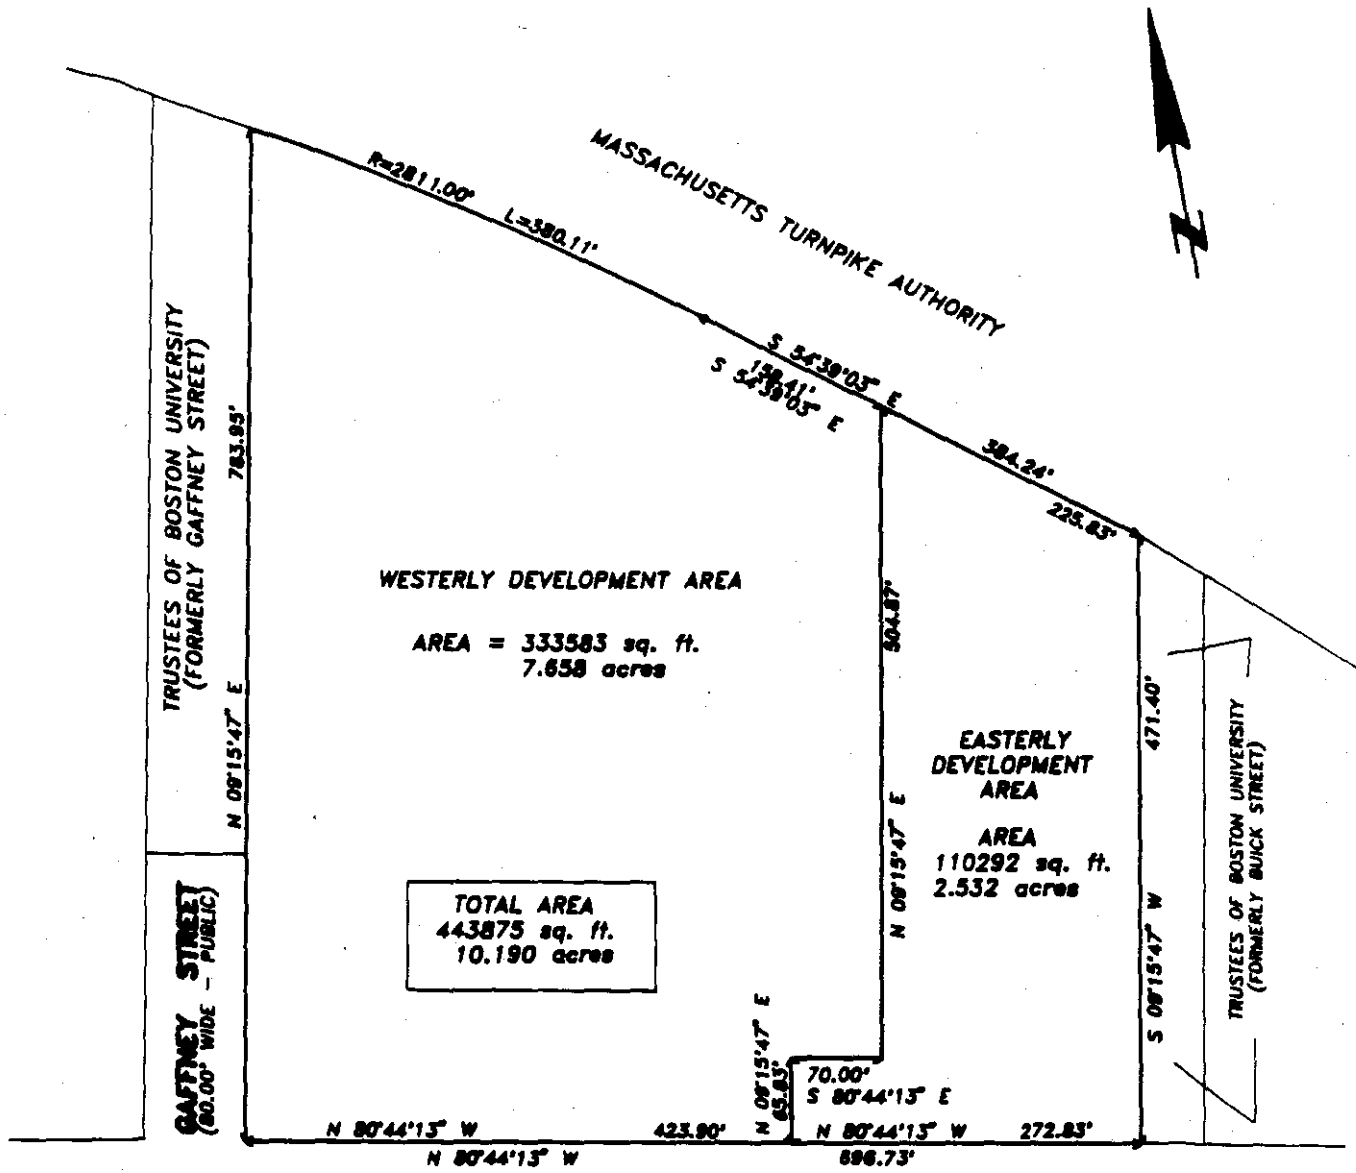 MASSACHUSETTS TURNPIKE AUTHORITY
R=2811.00'
L=380.11'
S 54°39'03" E
158.41'
S 54°39'03" E
384.24'
225.83'
TRUSTEES OF BOSTON UNIVERSITY
(FORMERLY GAFFNEY STREET)
783.95'
N 09°15'47" E
WESTERLY DEVELOPMENT AREA
AREA = 333583 sq. ft.
7.658 acres
504.87'
N 09°15'47" E
EASTERLY
DEVELOPMENT
AREA
AREA
110292 sq. ft.
2.532 acres
471.40'
S 09°15'47" W
TRUSTEES OF BOSTON UNIVERSITY
(FORMERLY BUICK STREET)
TOTAL AREA
443875 sq. ft.
10.190 acres
GAFFNEY STREET
(80.00' WIDE - PUBLIC)
N 09°15'47" E
65.83'
70.00'
S 80°44'13" E
N 80°44'13" W 423.90'
N 80°44'13" W 272.83'
N 80°44'13" W 696.73'
N